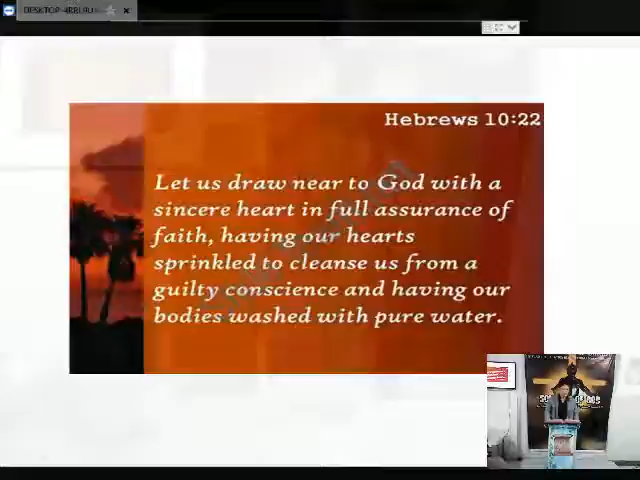 Hebrews 10:22
Let us draw near to God with a
sincere heart in full assurance of
faith, having our hearts
sprinkled to cleanse us from a
guilty conscience and having our
bodies washed with pure water.